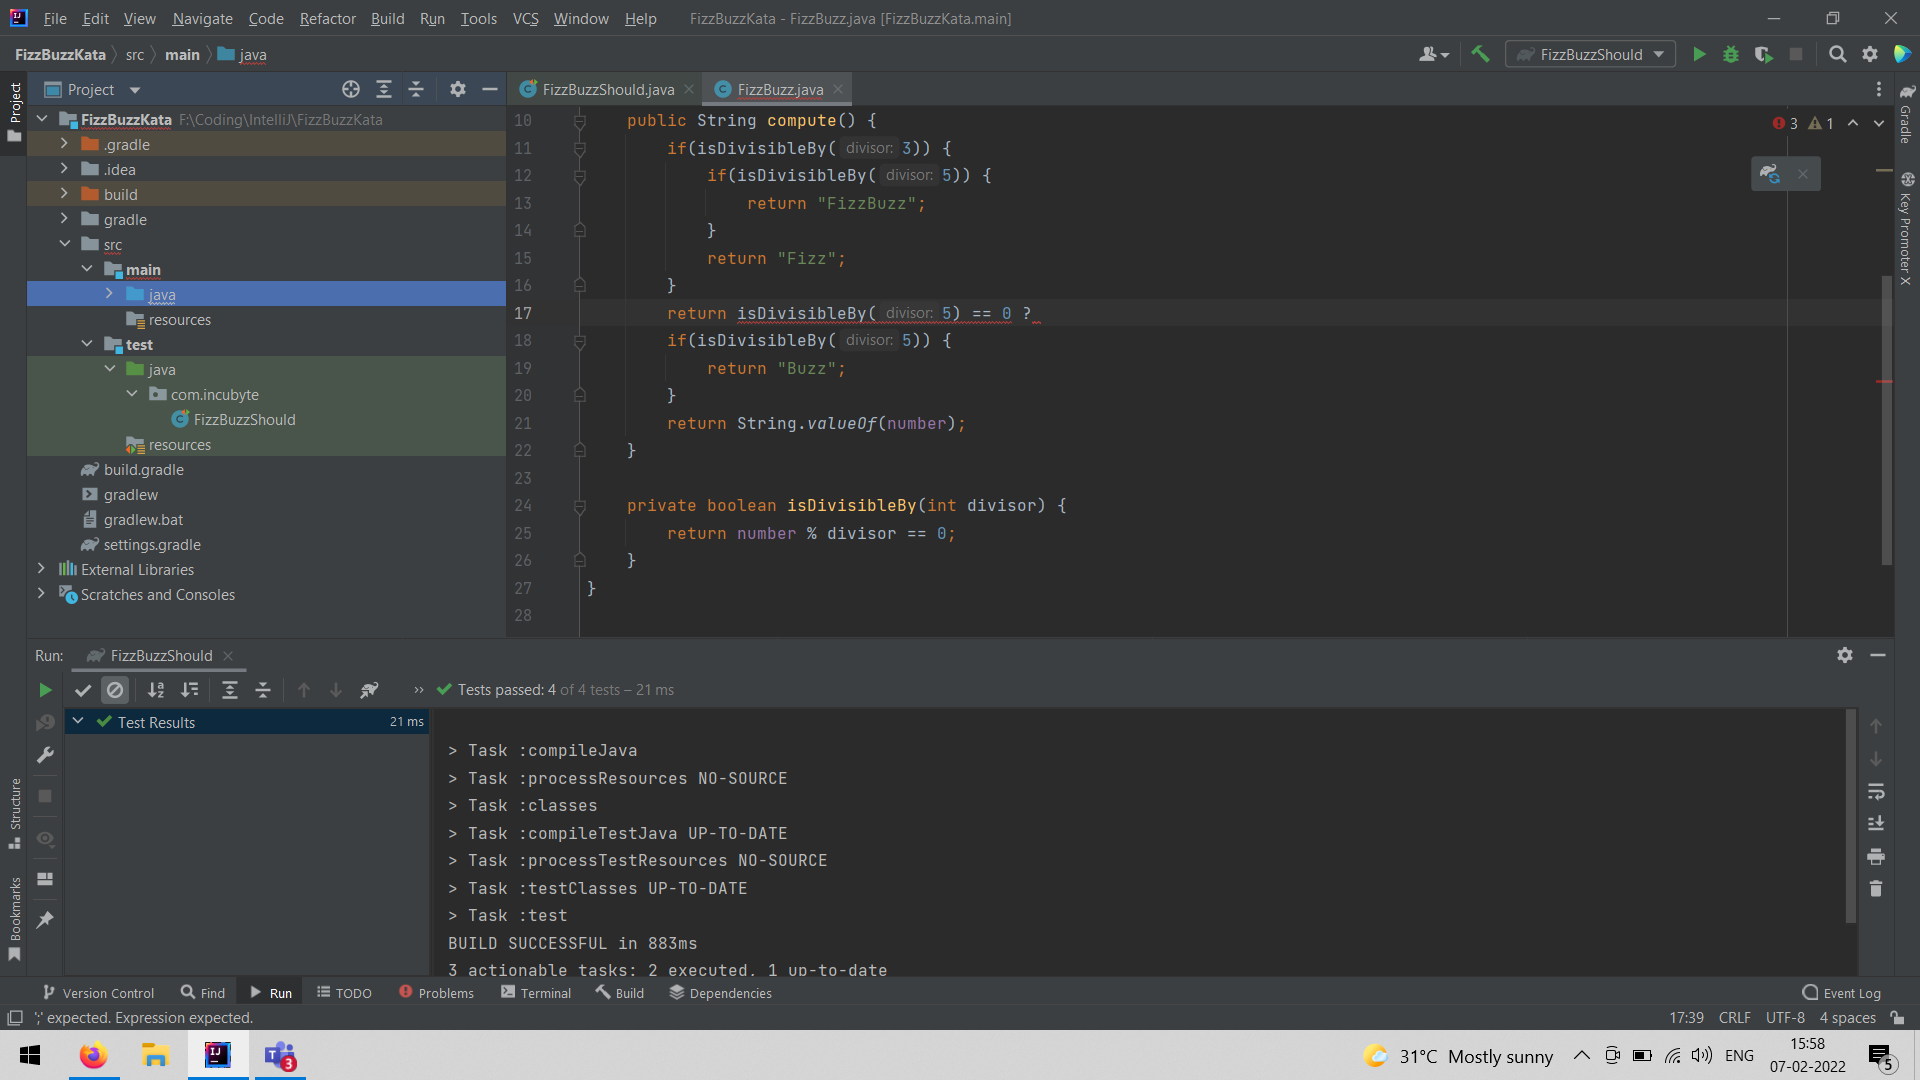 File Edit View Navigate Code Refactor Build Run Tools VCS Window Help FizzBuzzKata - FizzBuzz.java [FizzBuzzKata.main]
FizzBuzzKata src main java FizzBuzzShould
Project
FizzBuzzKata F:\Coding\IntelliJ\FizzBuzzKata
.gradle
.idea
build
gradle
src
main
java
resources
test
java
com.incubyte
FizzBuzzShould
resources
build.gradle
gradlew
gradlew.bat
settings.gradle
External Libraries
Scratches and Consoles
Project
Structure
Bookmarks
FizzBuzzShould.java FizzBuzz.java
3 1
10 public String compute() {
11 if(isDivisibleBy( divisor: 3)) {
12 if(isDivisibleBy( divisor: 5)) {
13 return "FizzBuzz";
14 }
15 return "Fizz";
16 }
17 return isDivisibleBy( divisor: 5) == 0 ?
18 if(isDivisibleBy( divisor: 5)) {
19 return "Buzz";
20 }
21 return String.valueOf(number);
22 }
23
24 private boolean isDivisibleBy(int divisor) {
25 return number % divisor == 0;
26 }
27 }
28
Gradle
Key Promoter X
Run: FizzBuzzShould
Tests passed: 4 of 4 tests – 21 ms
Test Results 21 ms
> Task :compileJava
> Task :processResources NO-SOURCE
> Task :classes
> Task :compileTestJava UP-TO-DATE
> Task :processTestResources NO-SOURCE
> Task :testClasses UP-TO-DATE
> Task :test
BUILD SUCCESSFUL in 883ms
3 actionable tasks: 2 executed, 1 up-to-date
Version Control Find Run TODO Problems Terminal Build Dependencies Event Log
';' expected. Expression expected. 17:39 CRLF UTF-8 4 spaces
3 31°C Mostly sunny ENG 15:58
07-02-2022 5